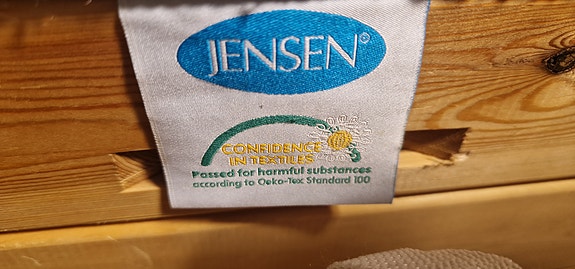 JENSEN®
CONFIDENCE
IN TEXTILES
Passed for harmful substances
according to Oeko-Tex Standard 100